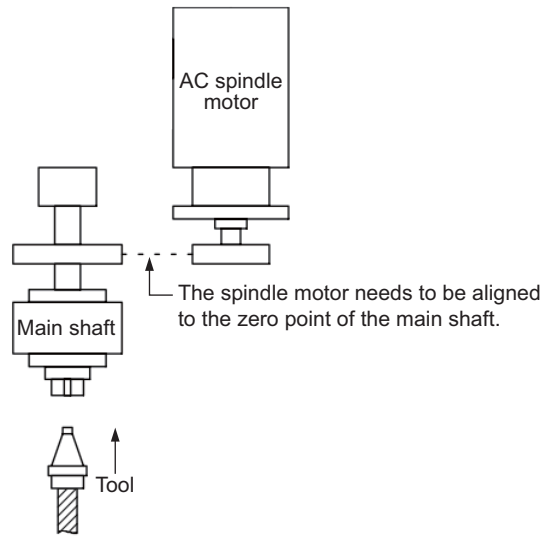 AC spindle
motor
The spindle motor needs to be aligned
to the zero point of the main shaft.
Main shaft
Tool